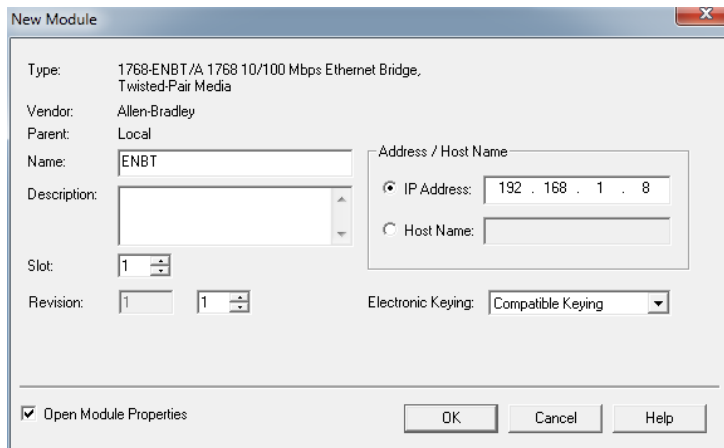 New Module
x
Type: 1768-ENBT/A 1768 10/100 Mbps Ethernet Bridge,
Twisted-Pair Media
Vendor: Allen-Bradley
Parent: Local
Name: ENBT
Address / Host Name
IP Address: 192 . 168 . 1 . 8
Description:
Host Name:
Slot: 1
Revision: 1 1
Electronic Keying: Compatible Keying
Open Module Properties
OK
Cancel
Help